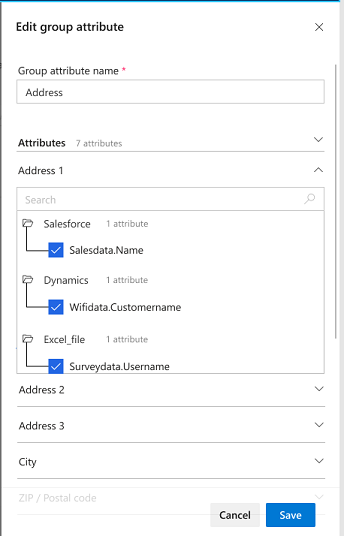 Edit group attribute
Group attribute name *
Address
Attributes 7 attributes
Address 1
Search
Salesforce 1 attribute
Salesdata.Name
Dynamics 1 attribute
Wifidata.Customername
Excel_file 1 attribute
Surveydata.Username
Address 2
Address 3
City
ZIP / Postal code
Cancel Save